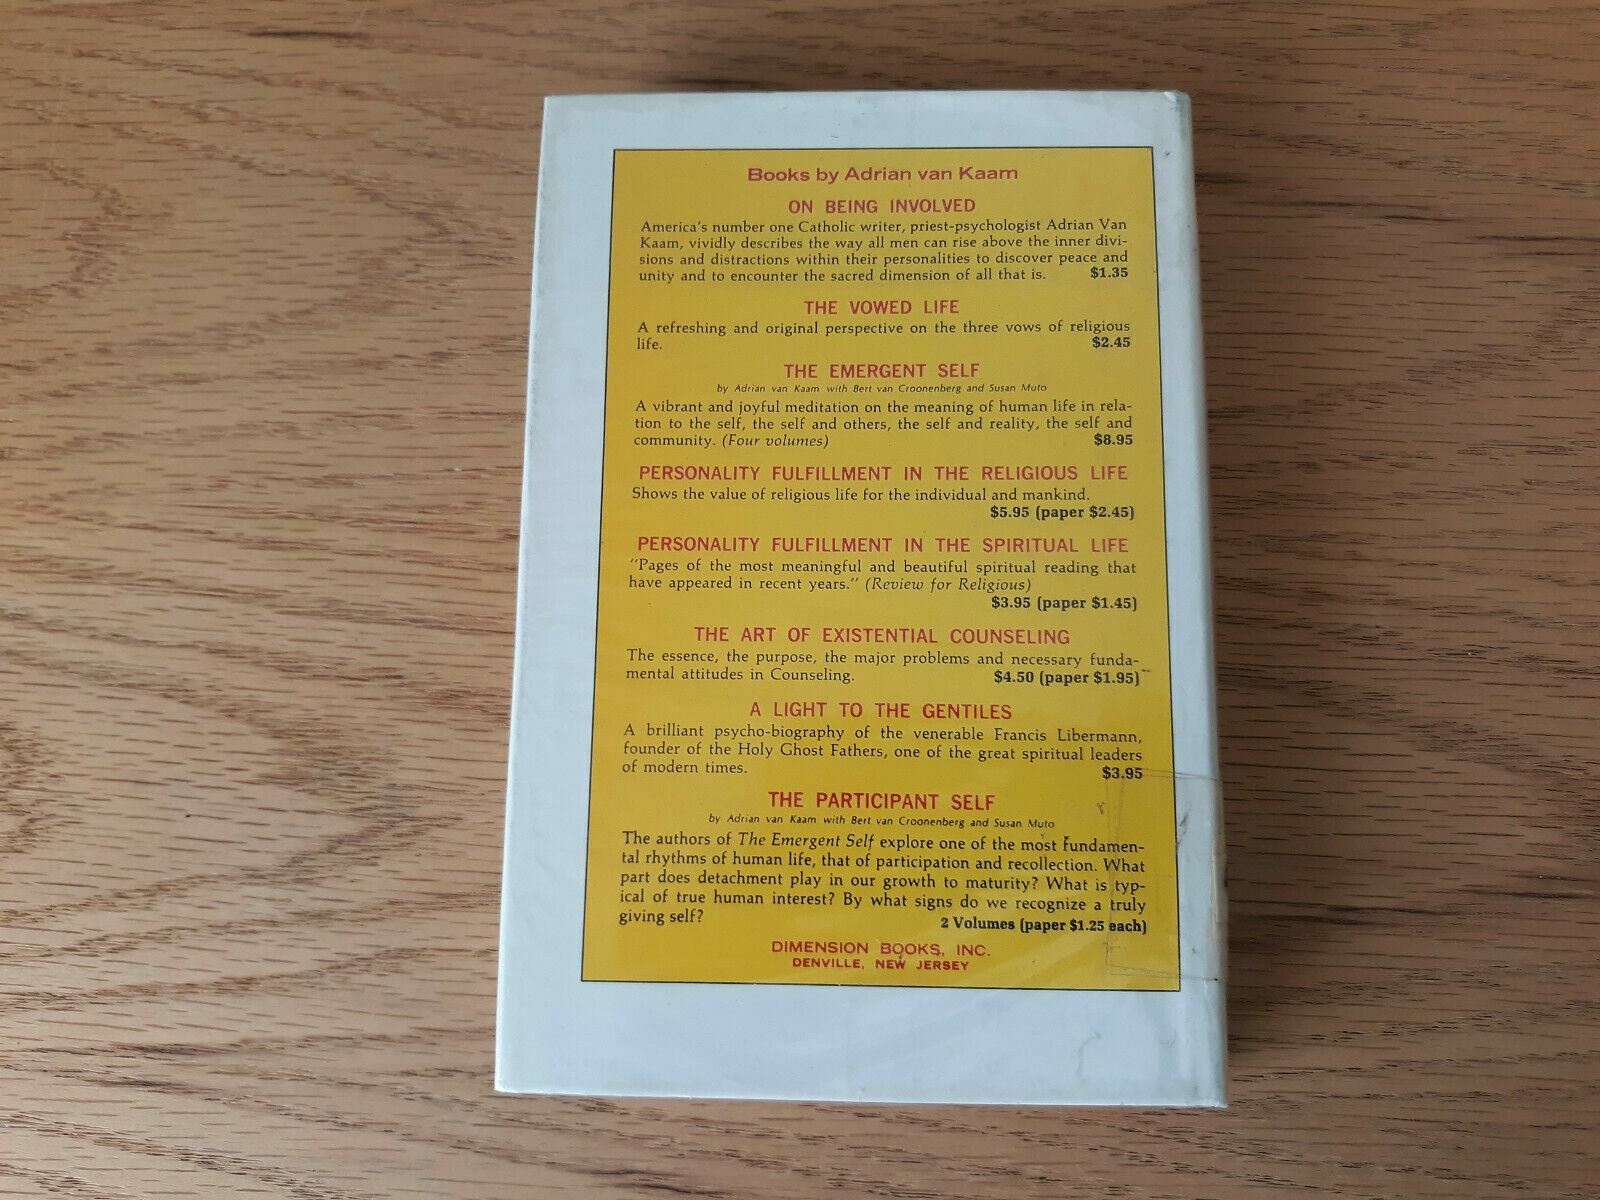 Books by Adrian van Kaam
ON BEING INVOLVED
America's number one Catholic writer, priest-psychologist Adrian Van
Kaam, vividly describes the way all men can rise above the inner divi-
sions and distractions within their personalities to discover peace and
unity and to encounter the sacred dimension of all that is. $1.35
THE VOWED LIFE
A refreshing and original perspective on the three vows of religious
life. $2.45
THE EMERGENT SELF
by Adrian van Kaam with Bert van Croonenberg and Susan Muto
A vibrant and joyful meditation on the meaning of human life in rela-
tion to the self, the self and others, the self and reality, the self and
community. (Four volumes) $8.95
PERSONALITY FULFILLMENT IN THE RELIGIOUS LIFE
Shows the value of religious life for the individual and mankind.
$5.95 (paper $2.45)
PERSONALITY FULFILLMENT IN THE SPIRITUAL LIFE
"Pages of the most meaningful and beautiful spiritual reading that
have appeared in recent years." (Review for Religious)
$3.95 (paper $1.45)
THE ART OF EXISTENTIAL COUNSELING
The essence, the purpose, the major problems and necessary funda-
mental attitudes in Counseling. $4.50 (paper $1.95)
A LIGHT TO THE GENTILES
A brilliant psycho-biography of the venerable Francis Libermann,
founder of the Holy Ghost Fathers, one of the great spiritual leaders
of modern times. $3.95
THE PARTICIPANT SELF
by Adrian van Kaam with Bert van Croonenberg and Susan Muto
The authors of The Emergent Self explore one of the most fundamen-
tal rhythms of human life, that of participation and recollection. What
part does detachment play in our growth to maturity? What is typ-
ical of true human interest? By what signs do we recognize a truly
giving self? 2 Volumes (paper $1.25 each)
DIMENSION BOOKS, INC.
DENVILLE, NEW JERSEY